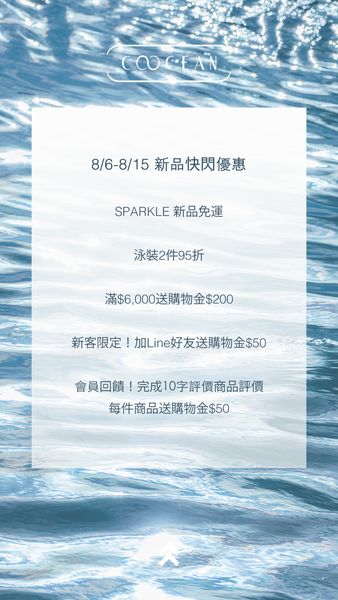 COOCEAN
8/6-8/15 新品快閃優惠
SPARKLE 新品免運
泳裝2件95折
滿$6,000送購物金$200
新客限定！加Line好友送購物金$50
會員回饋！完成10字評價商品評價
每件商品送購物金$50